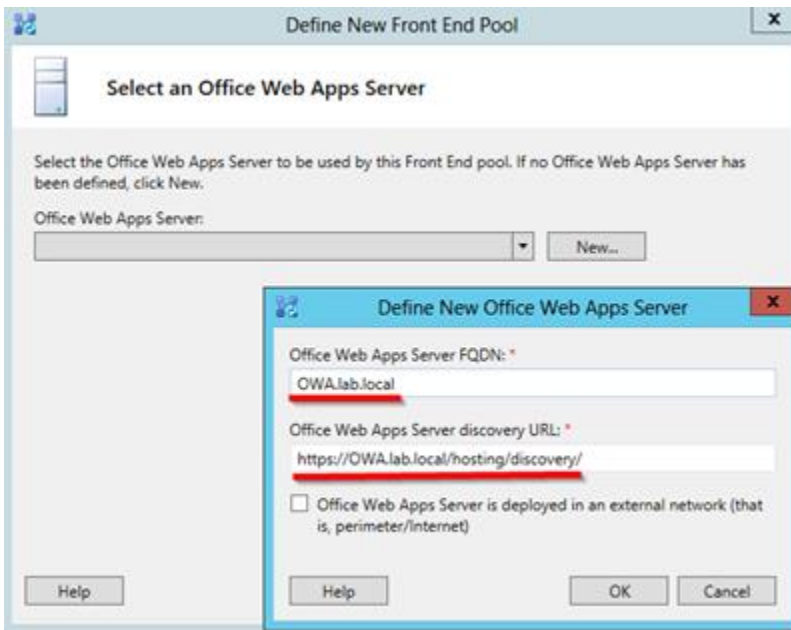 Define New Front End Pool
x
Select an Office Web Apps Server
Select the Office Web Apps Server to be used by this Front End pool. If no Office Web Apps Server has
been defined, click New.
Office Web Apps Server:
New...
Define New Office Web Apps Server
x
Office Web Apps Server FQDN: *
OWA.lab.local
Office Web Apps Server discovery URL: *
https://OWA.lab.local/hosting/discovery/
Office Web Apps Server is deployed in an external network (that
is, perimeter/Internet)
Help
Help
OK
Cancel